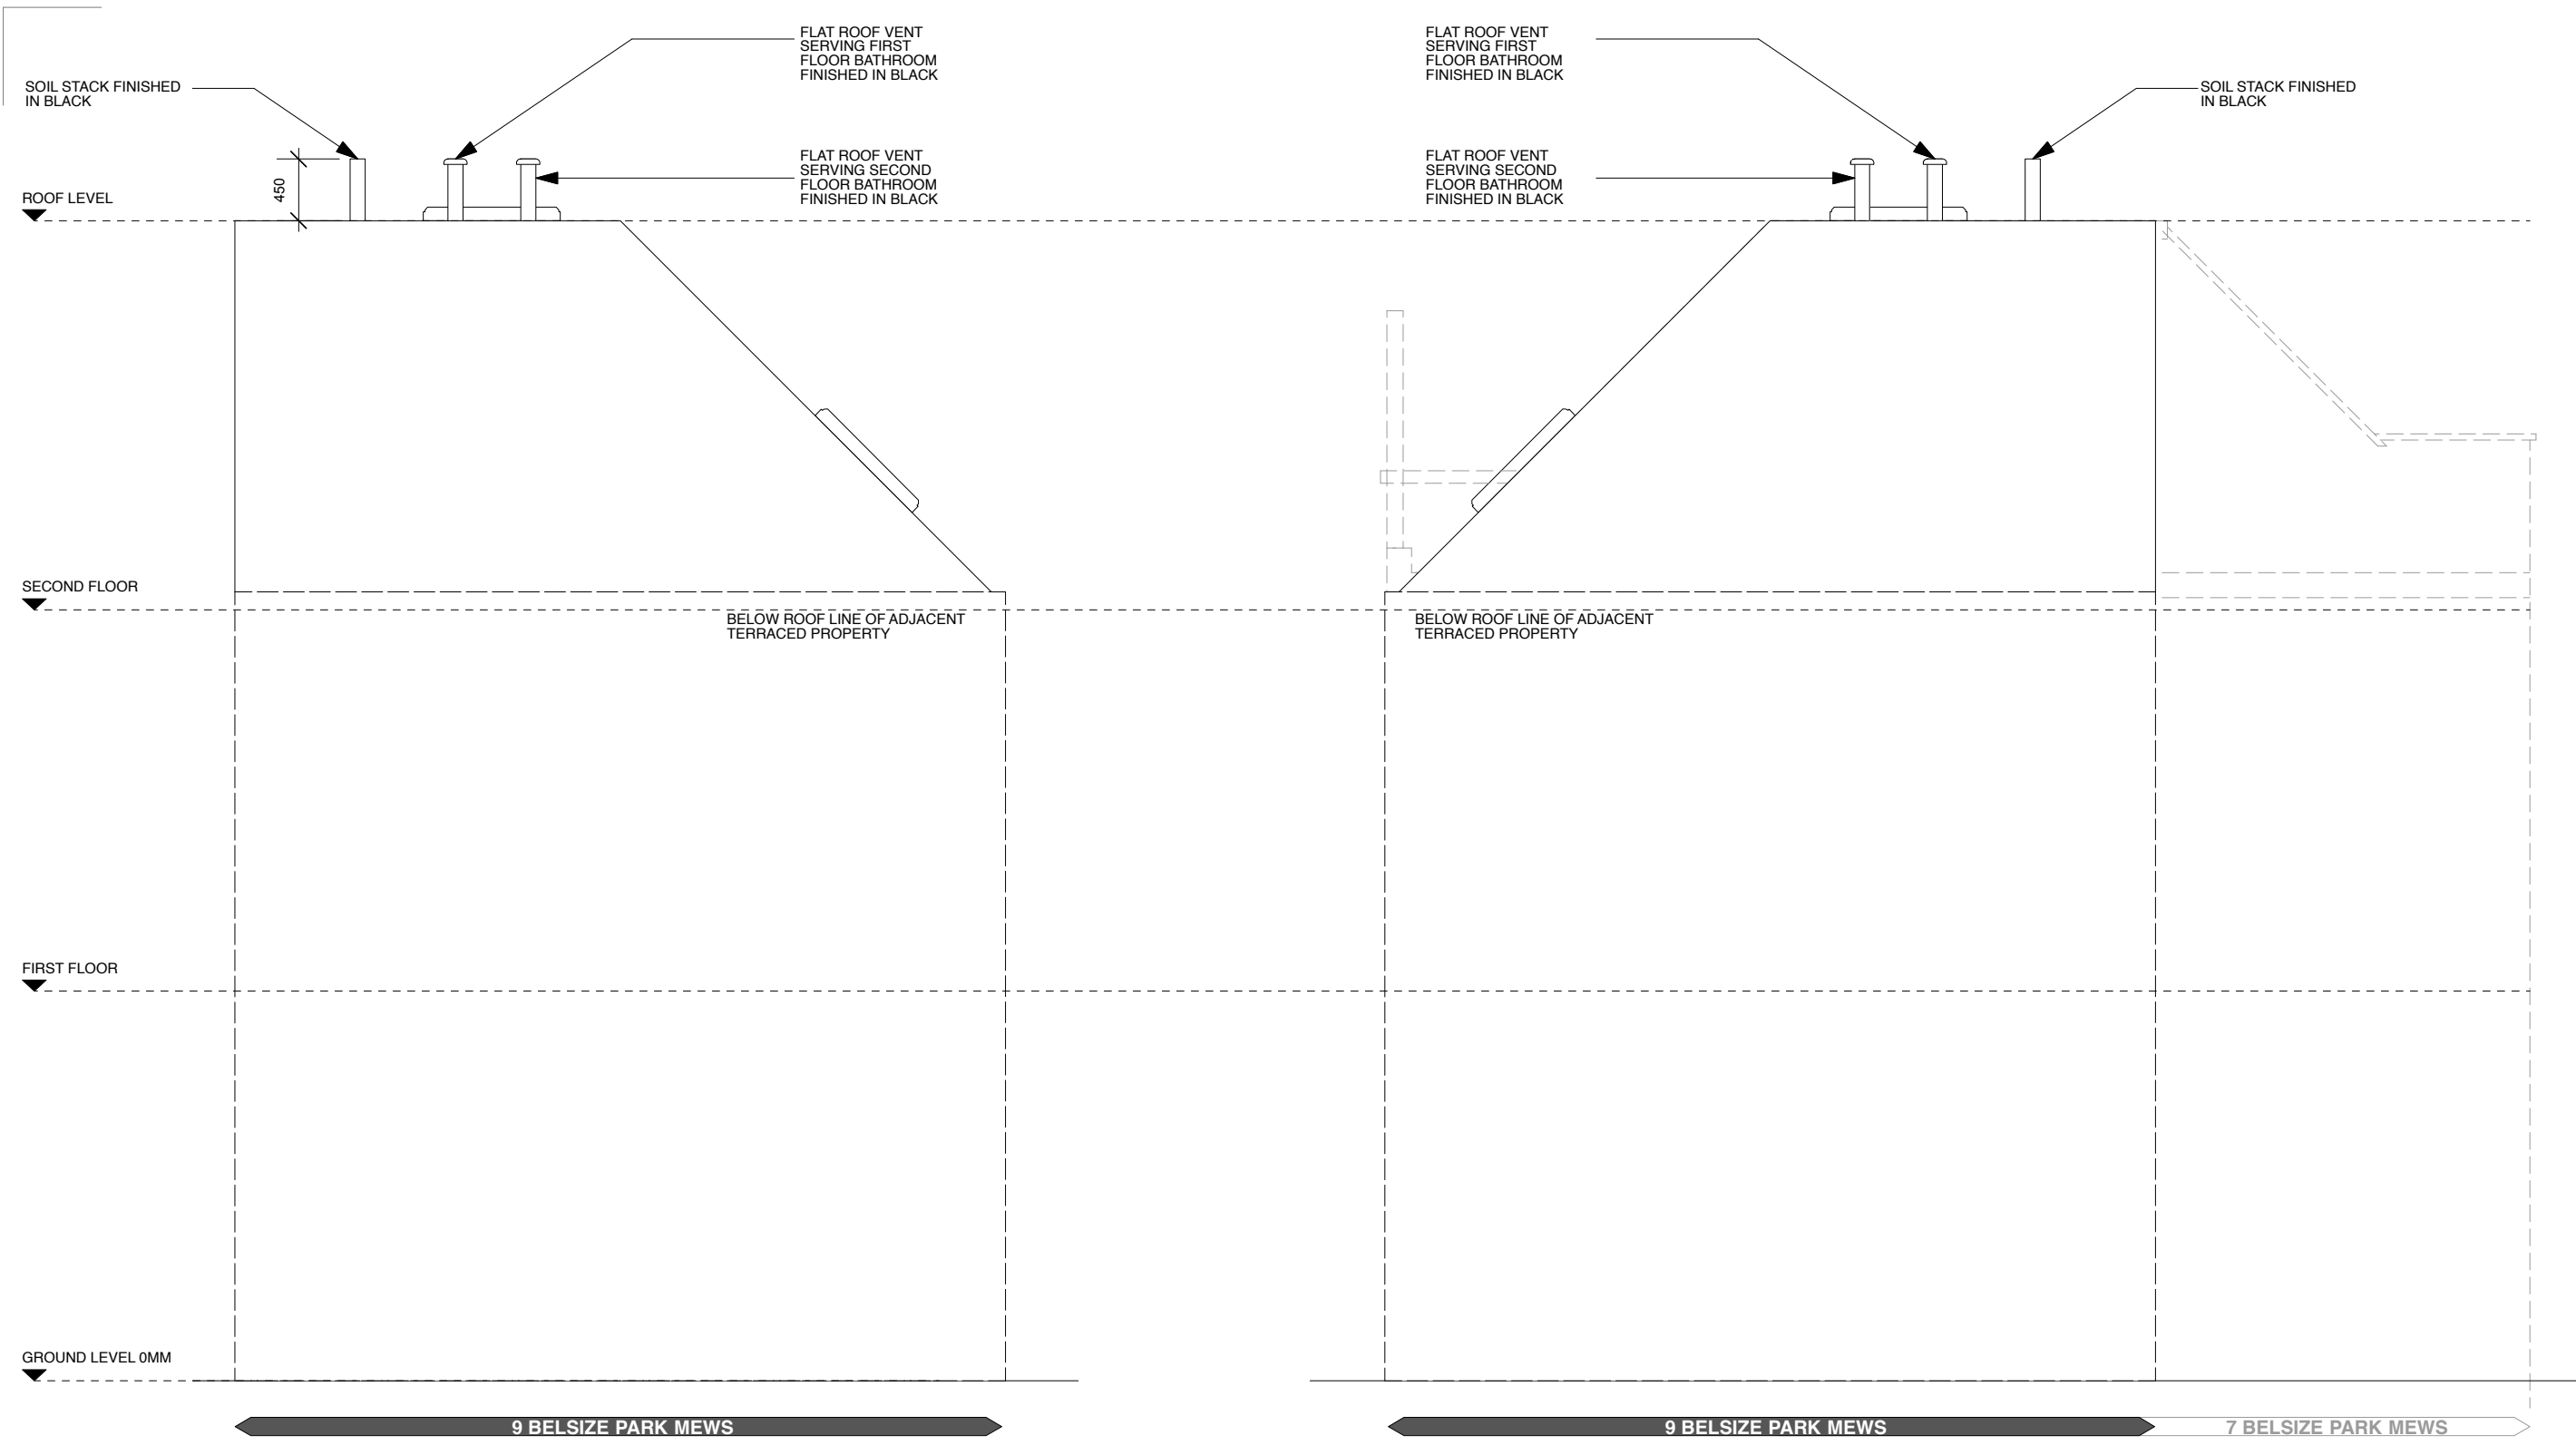 FLAT ROOF VENT
SERVING FIRST
FLOOR BATHROOM
FINISHED IN BLACK
FLAT ROOF VENT
SERVING FIRST
FLOOR BATHROOM
FINISHED IN BLACK
SOIL STACK FINISHED
IN BLACK
SOIL STACK FINISHED
IN BLACK
FLAT ROOF VENT
SERVING SECOND
FLOOR BATHROOM
FINISHED IN BLACK
FLAT ROOF VENT
SERVING SECOND
FLOOR BATHROOM
FINISHED IN BLACK
450
ROOF LEVEL
SECOND FLOOR
BELOW ROOF LINE OF ADJACENT
TERRACED PROPERTY
BELOW ROOF LINE OF ADJACENT
TERRACED PROPERTY
FIRST FLOOR
GROUND LEVEL 0MM
9 BELSIZE PARK MEWS
9 BELSIZE PARK MEWS
7 BELSIZE PARK MEWS